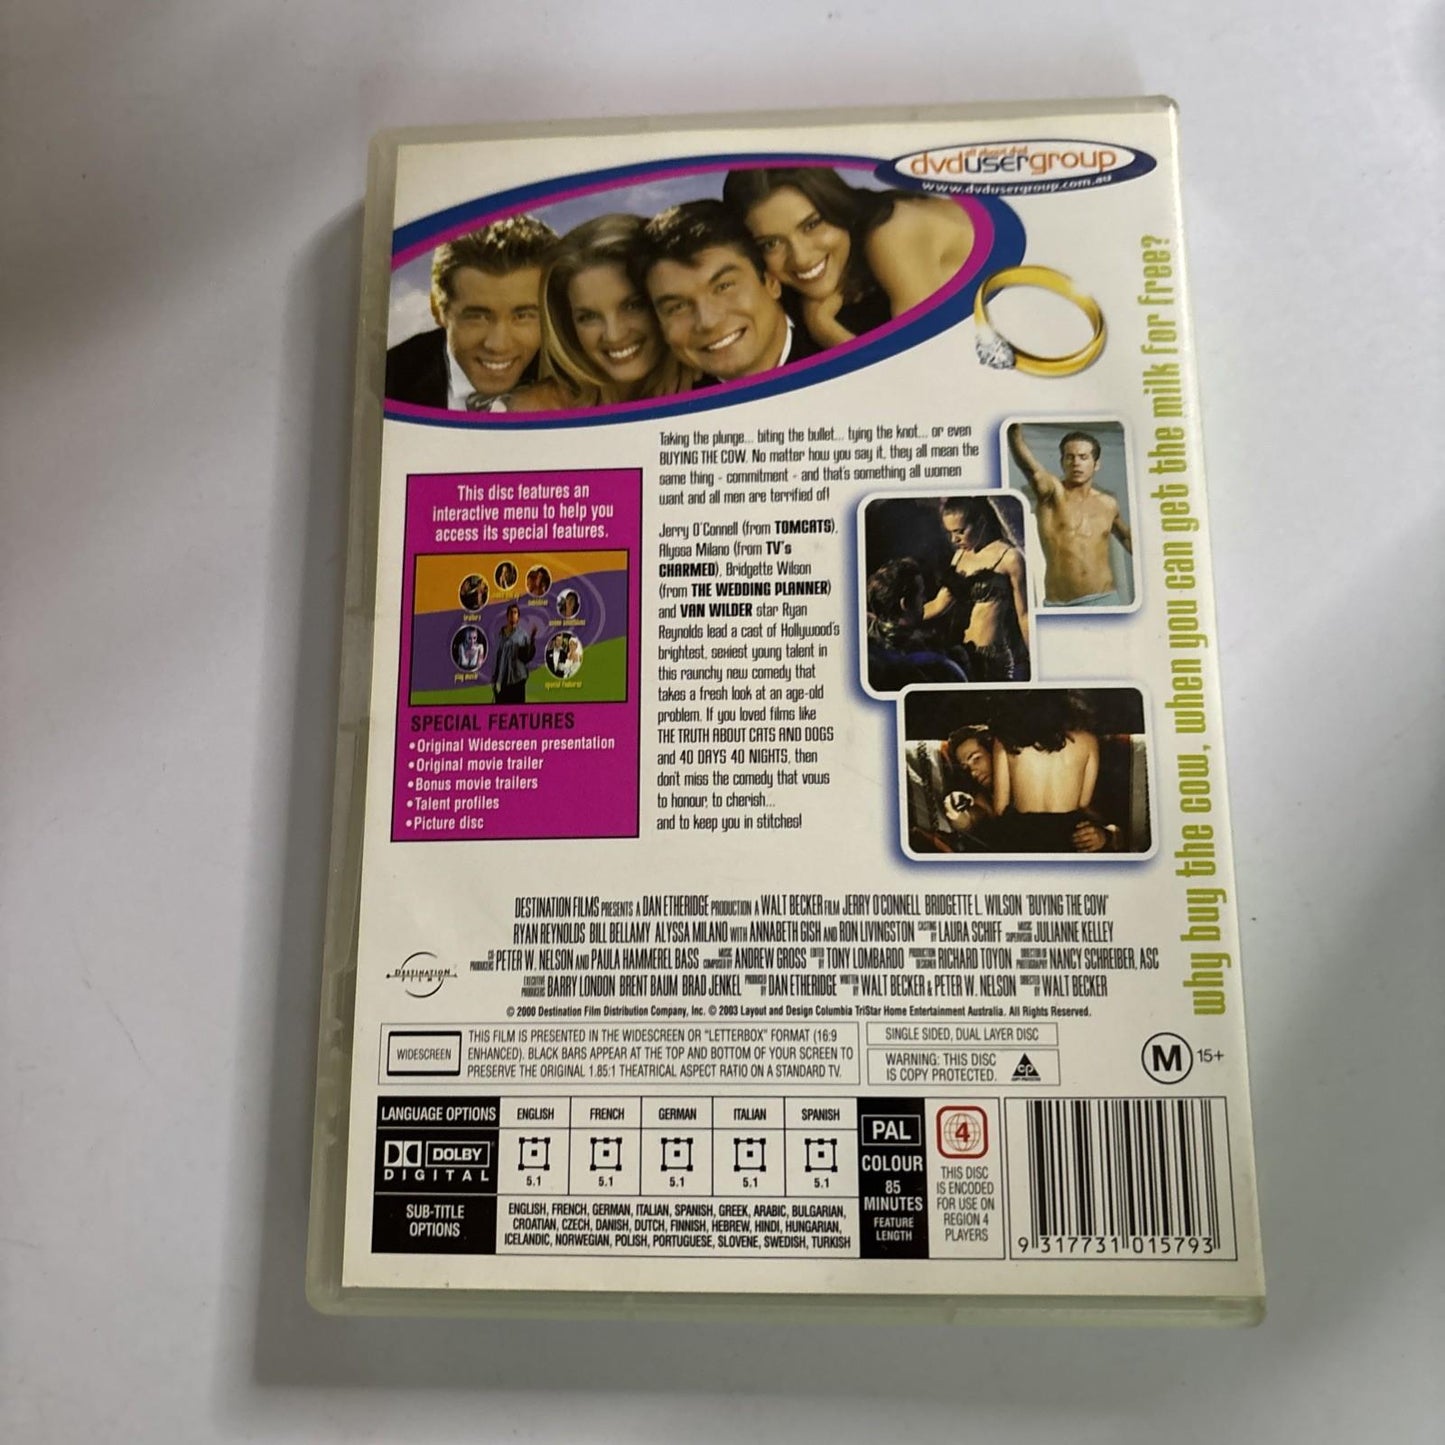 all about dvd
dvdusergroup
www.dvdusergroup.com.au
why buy the cow, when you can get the milk for free?
Taking the plunge... biting the bullet... tying the knot... or even
BUYING THE COW. No matter how you say it, they all mean the
same thing - commitment - and that's something all women
want and all men are terrified of!
Jerry O'Connell (from TOMCATS),
Alyssa Milano (from TV's
CHARMED), Bridgette Wilson
(from THE WEDDING PLANNER)
and VAN WILDER star Ryan
Reynolds lead a cast of Hollywood's
brightest, sexiest young talent in
this raunchy new comedy that
takes a fresh look at an age-old
problem. If you loved films like
THE TRUTH ABOUT CATS AND DOGS
and 40 DAYS 40 NIGHTS, then
don't miss the comedy that vows
to honour, to cherish...
and to keep you in stitches!
This disc features an
interactive menu to help you
access its special features.
trailers
subtitles
play movie
special features
SPECIAL FEATURES
•Original Widescreen presentation
•Original movie trailer
•Bonus movie trailers
•Talent profiles
•Picture disc
DESTINATION FILMS PRESENTS A DAN ETHERIDGE PRODUCTION A WALT BECKER FILM JERRY O'CONNELL BRIDGETTE L. WILSON "BUYING THE COW"
RYAN REYNOLDS BILL BELLAMY ALYSSA MILANO WITH ANNABETH GISH AND RON LIVINGSTON CASTING BY LAURA SCHIFF MUSIC SUPERVISOR JULIANNE KELLEY
CO PRODUCERS PETER W. NELSON AND PAULA HAMMEREL BASS MUSIC COMPOSED BY ANDREW GROSS EDITED BY TONY LOMBARDO PRODUCTION DESIGNER RICHARD TOYON DIRECTOR OF PHOTOGRAPHY NANCY SCHREIBER, ASC
EXECUTIVE PRODUCERS BARRY LONDON BRENT BAUM BRAD JENKEL PRODUCED BY DAN ETHERIDGE WRITTEN BY WALT BECKER & PETER W. NELSON DIRECTED BY WALT BECKER
DESTINATION
FILMS
© 2000 Destination Film Distribution Company, Inc. © 2003 Layout and Design Columbia TriStar Home Entertainment Australia. All Rights Reserved.
WIDESCREEN
THIS FILM IS PRESENTED IN THE WIDESCREEN OR "LETTERBOX" FORMAT (16:9
ENHANCED). BLACK BARS APPEAR AT THE TOP AND BOTTOM OF YOUR SCREEN TO
PRESERVE THE ORIGINAL 1.85:1 THEATRICAL ASPECT RATIO ON A STANDARD TV.
SINGLE SIDED, DUAL LAYER DISC
WARNING: THIS DISC
IS COPY PROTECTED.
cp
COPY PROTECTED
M 15+
LANGUAGE OPTIONS
ENGLISH FRENCH GERMAN ITALIAN SPANISH
DOLBY
DIGITAL
5.1 5.1 5.1 5.1 5.1
SUB-TITLE
OPTIONS
ENGLISH, FRENCH, GERMAN, ITALIAN, SPANISH, GREEK, ARABIC, BULGARIAN,
CROATIAN, CZECH, DANISH, DUTCH, FINNISH, HEBREW, HINDI, HUNGARIAN,
ICELANDIC, NORWEGIAN, POLISH, PORTUGUESE, SLOVENE, SWEDISH, TURKISH
PAL
COLOUR
85
MINUTES
FEATURE
LENGTH
4
THIS DISC
IS ENCODED
FOR USE ON
REGION 4
PLAYERS
9 317731 015793